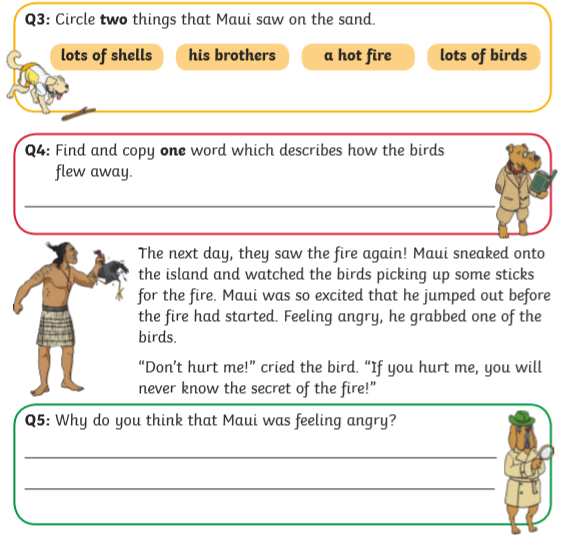 Q3: Circle two things that Maui saw on the sand.
lots of shells his brothers a hot fire lots of birds
Q4: Find and copy one word which describes how the birds
flew away.
The next day, they saw the fire again! Maui sneaked onto
the island and watched the birds picking up some sticks
for the fire. Maui was so excited that he jumped out before
the fire had started. Feeling angry, he grabbed one of the
birds.
“Don’t hurt me!” cried the bird. “If you hurt me, you will
never know the secret of the fire!”
Q5: Why do you think that Maui was feeling angry?